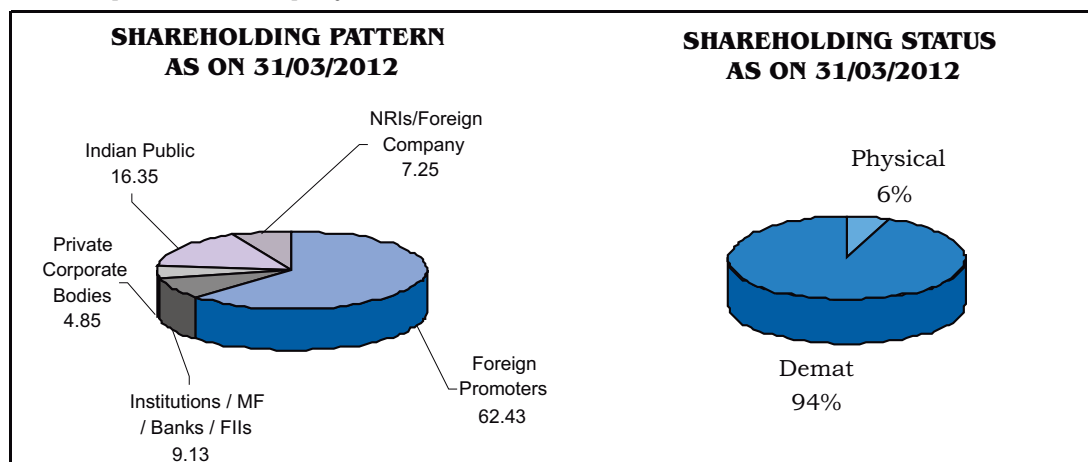 SHAREHOLDING PATTERN
AS ON 31/03/2012
NRIs/Foreign
Company
7.25
Indian Public
16.35
Private
Corporate
Bodies
4.85
Foreign
Promoters
62.43
Institutions / MF
/ Banks / FIIs
9.13
SHAREHOLDING STATUS
AS ON 31/03/2012
Physical
6%
Demat
94%